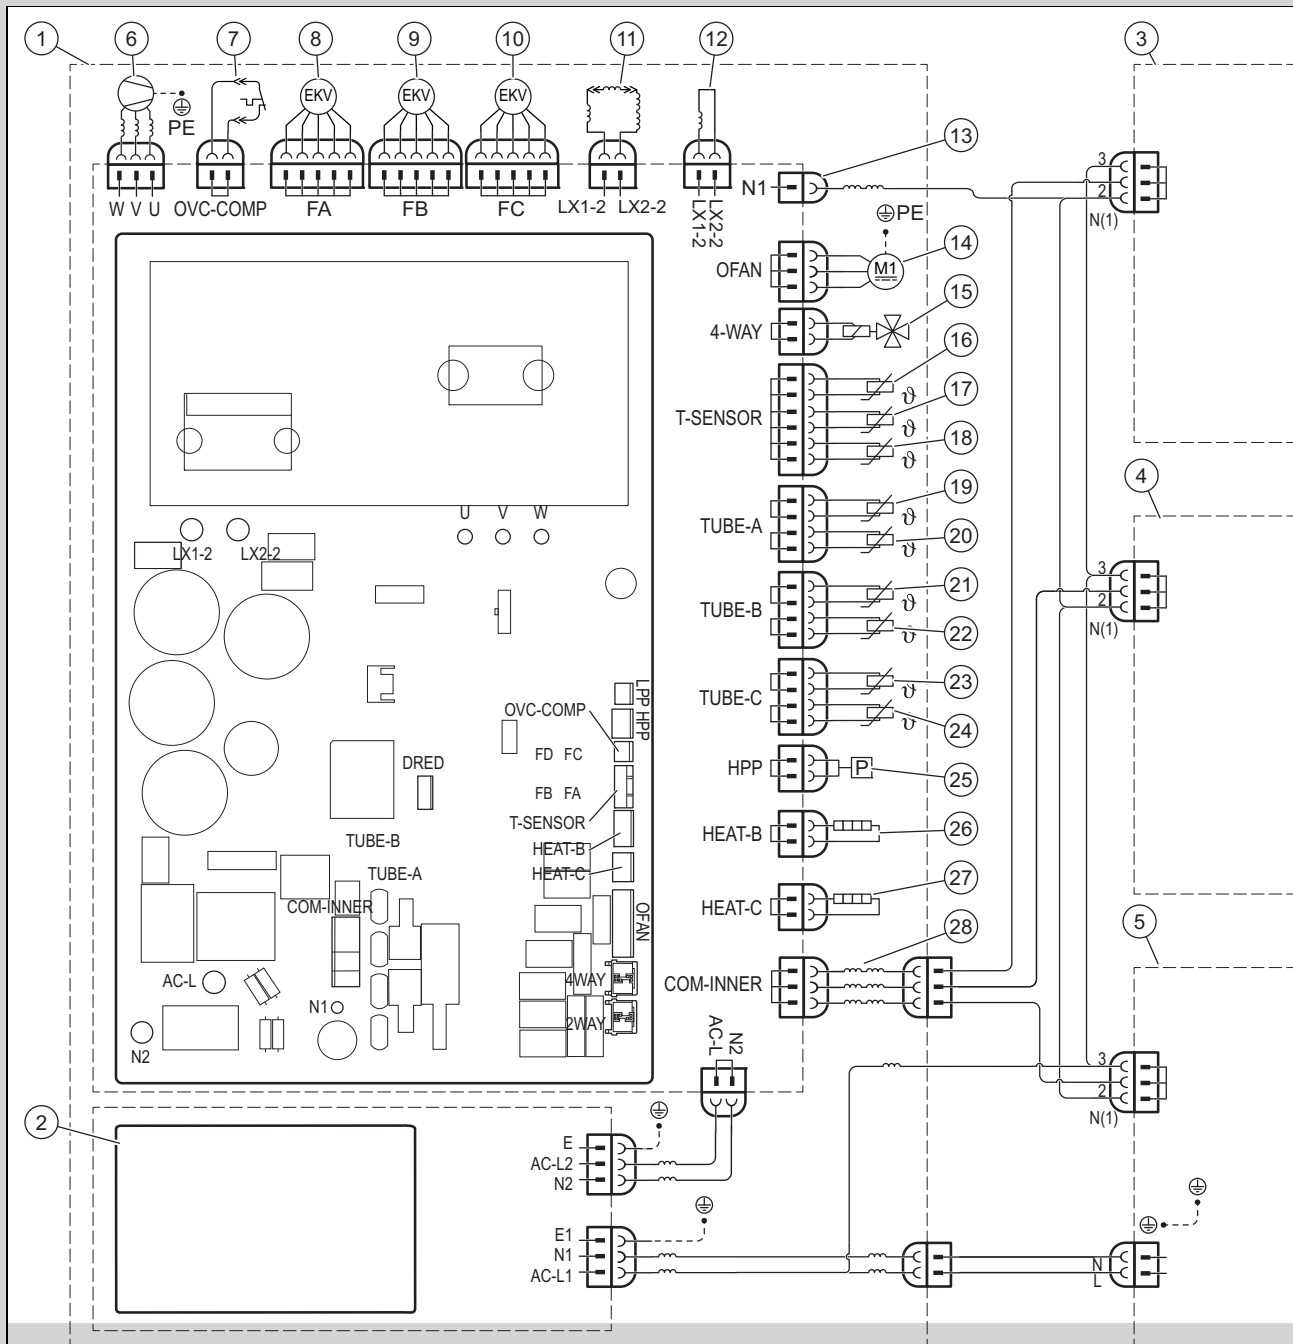 1 6 7 8 9 10 11 12 3
EKV EKV EKV
PE
13
N1
3
2
N(1)
W V U OVC-COMP FA FB FC LX1-2 LX2-2
LX1-2
LX2-2
PE
14
OFAN M1
15
4-WAY
16
T-SENSOR ϑ
17
ϑ
18
ϑ
4
19
TUBE-A ϑ
20
ϑ
U V W
LX1-2 LX2-2
21
TUBE-B ϑ
22
ϑ
3
2
N(1)
23
TUBE-C ϑ
24
ϑ
LPP HPP
OVC-COMP
FD FC
DRED
HPP P 25
FB FA
T-SENSOR
TUBE-B
HEAT-B
HEAT-B 26
TUBE-A
HEAT-C
COM-INNER
OFAN
HEAT-C 27
28
5
AC-L
4WAY
COM-INNER
N1
2WAY
N2
AC-L
N2
3
2
N(1)
2
E
AC-L2
N2
E1
N1
AC-L1
N
L